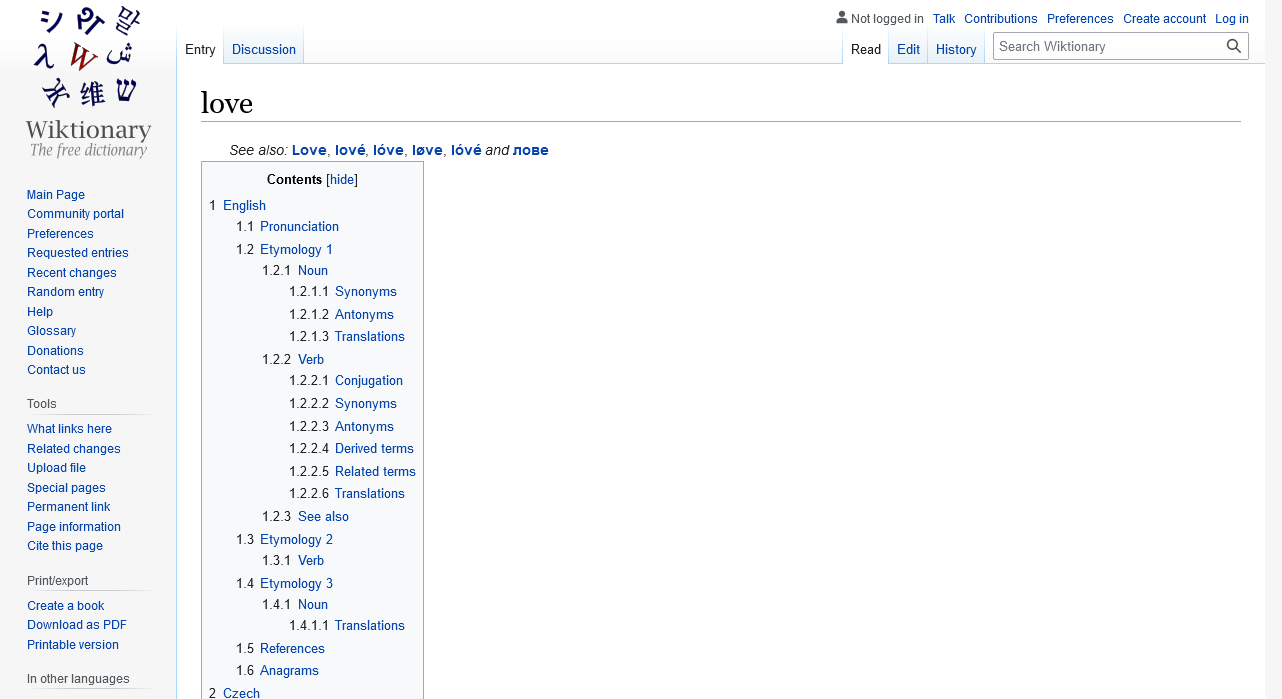 시 லி 말
λ W ش
维 ש
Wiktionary
The free dictionary
Not logged in Talk Contributions Preferences Create account Log in
Entry Discussion Read Edit History Search Wiktionary
love
See also: Love, lové, lóve, løve, lóvé and лове
Contents [hide]
1 English
1.1 Pronunciation
1.2 Etymology 1
1.2.1 Noun
1.2.1.1 Synonyms
1.2.1.2 Antonyms
1.2.1.3 Translations
1.2.2 Verb
1.2.2.1 Conjugation
1.2.2.2 Synonyms
1.2.2.3 Antonyms
1.2.2.4 Derived terms
1.2.2.5 Related terms
1.2.2.6 Translations
1.2.3 See also
1.3 Etymology 2
1.3.1 Verb
1.4 Etymology 3
1.4.1 Noun
1.4.1.1 Translations
1.5 References
1.6 Anagrams
2 Czech
Main Page
Community portal
Preferences
Requested entries
Recent changes
Random entry
Help
Glossary
Donations
Contact us
Tools
What links here
Related changes
Upload file
Special pages
Permanent link
Page information
Cite this page
Print/export
Create a book
Download as PDF
Printable version
In other languages